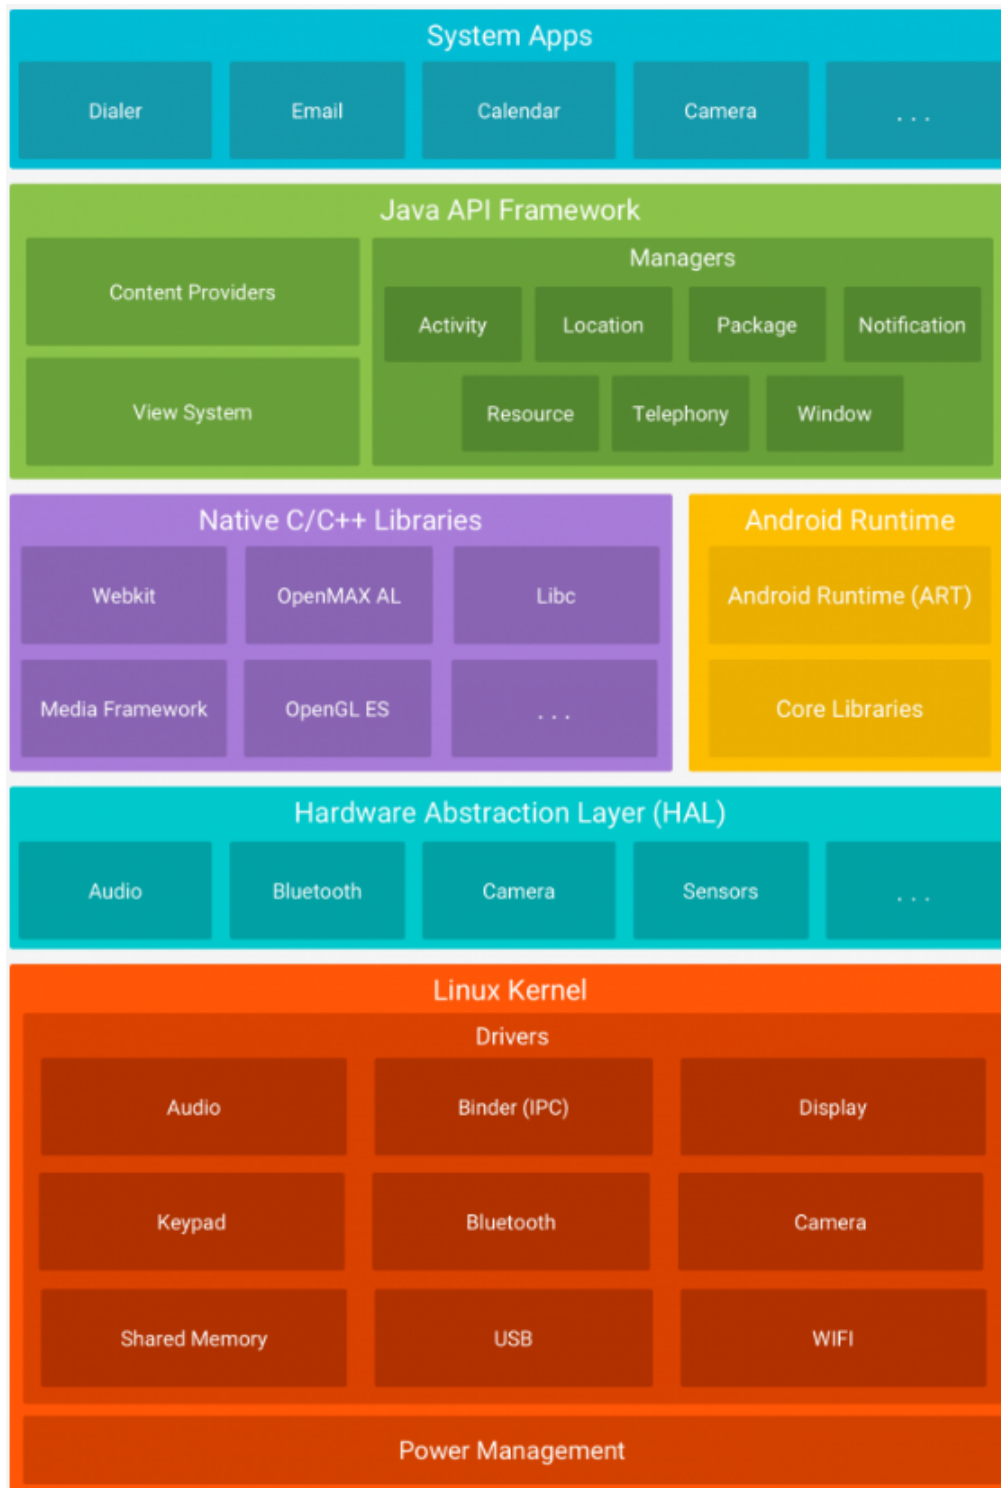 System Apps
Dialer
Email
Calendar
Camera
. . .
Java API Framework
Content Providers
View System
Managers
Activity
Location
Package
Notification
Resource
Telephony
Window
Native C/C++ Libraries
Webkit
OpenMAX AL
Libc
Media Framework
OpenGL ES
. . .
Android Runtime
Android Runtime (ART)
Core Libraries
Hardware Abstraction Layer (HAL)
Audio
Bluetooth
Camera
Sensors
. . .
Linux Kernel
Drivers
Audio
Binder (IPC)
Display
Keypad
Bluetooth
Camera
Shared Memory
USB
WIFI
Power Management